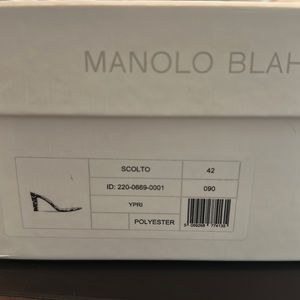 MANOLO BLAH
SCOLTO 42
ID: 220-0669-0001 090
YPRI
POLYESTER